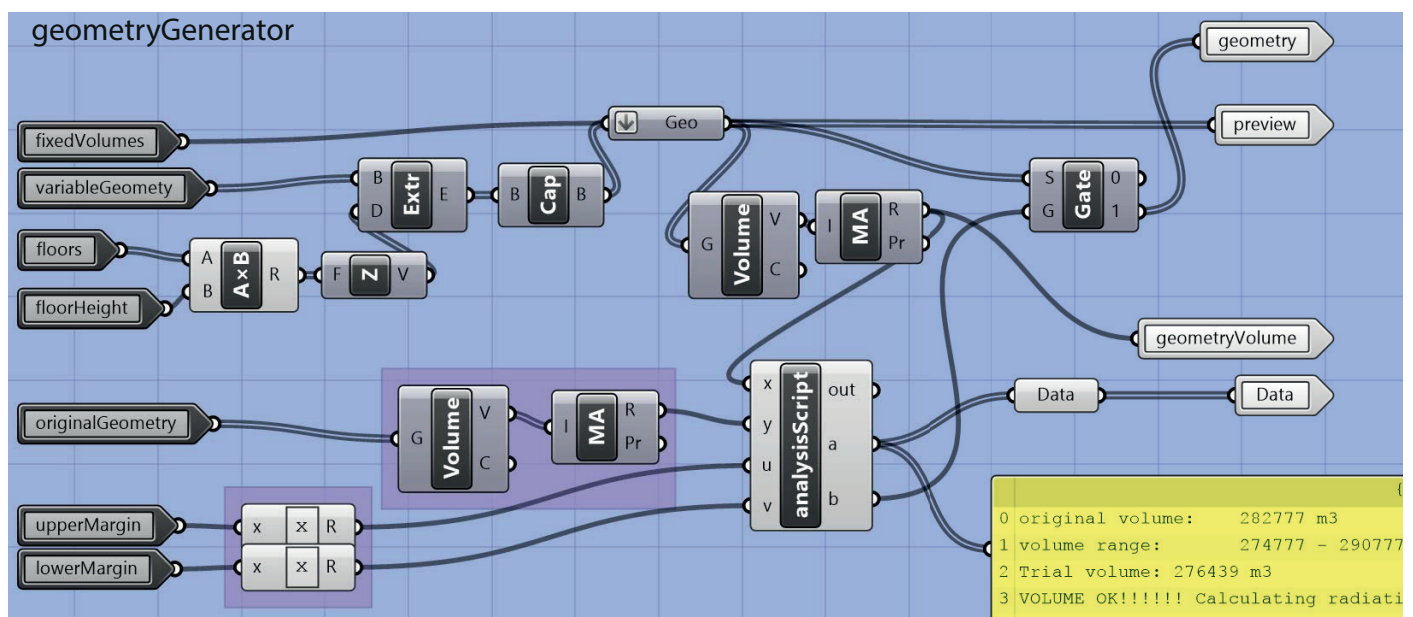 geometryGenerator
geometry
preview
fixedVolumes
variableGeomety
floors
floorHeight
B
D
Extr
E
B
Cap
B
Geo
A
B
A×B
R
F
Z
V
G
Volume
V
C
I
MA
R
Pr
S
G
Gate
0
1
geometryVolume
Data
Data
originalGeometry
G
Volume
V
C
I
MA
R
Pr
x
y
u
v
analysisScript
out
a
b
upperMargin
lowerMargin
x
x
R
x
x
R
{
0 original volume: 282777 m3
1 volume range: 274777 - 290777
2 Trial volume: 276439 m3
3 VOLUME OK!!!!!! Calculating radiati